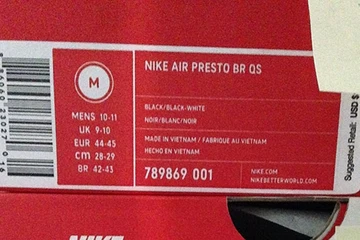 M
MENS 10-11
UK 9-10
EUR 44-45
cm 28-29
BR 42-43
NIKE AIR PRESTO BR QS
BLACK/BLACK-WHITE
NOIR/BLANC/NOIR
MADE IN VIETNAM / FABRIQUE AU VIETNAM
HECHO EN VIETNAM
789869 001
NIKE.COM
NIKEBETTERWORLD.COM
Suggested Retail: USD $
NIKE